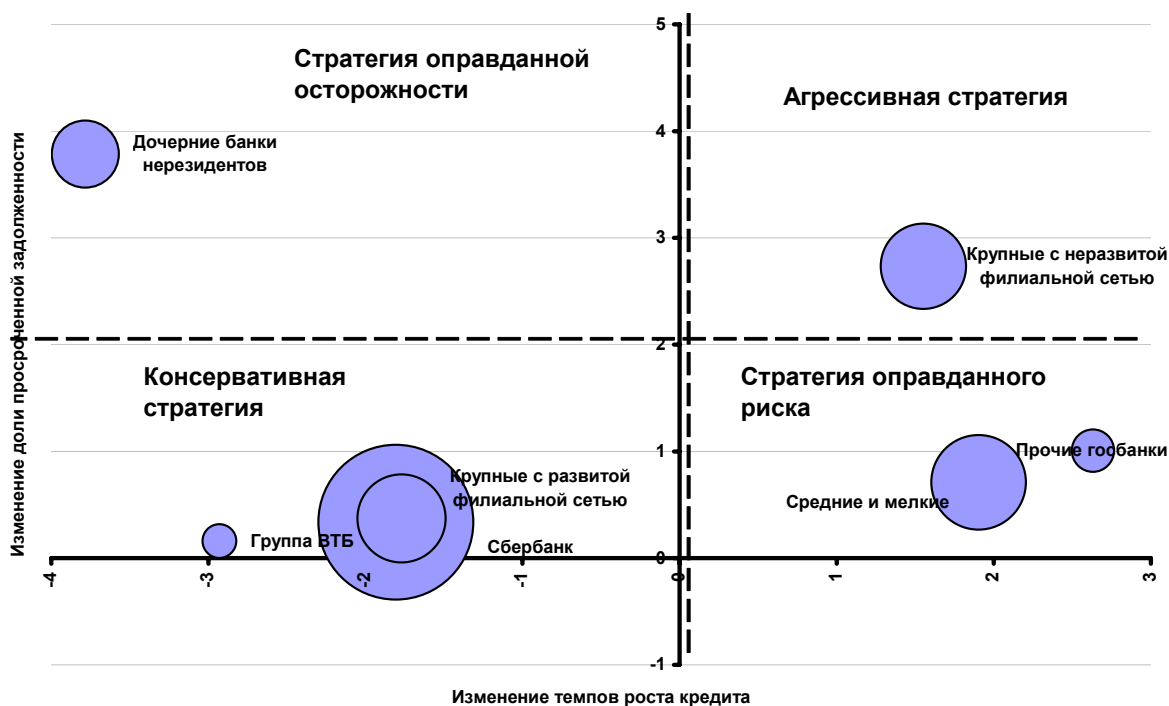 5
Стратегия оправданной
осторожности
Агрессивная стратегия
4
Дочерние банки
нерезидентов
3
Крупные с неразвитой
филиальной сетью
2
Консервативная
стратегия
Стратегия оправданного
риска
1
Прочие госбанки
Крупные с развитой
филиальной сетью
Средние и мелкие
Группа ВТБ
Сбербанк
0
-4
-3
-2
-1
0
1
2
3
-1
Изменение темпов роста кредита
Изменение доли просроченной задолженности